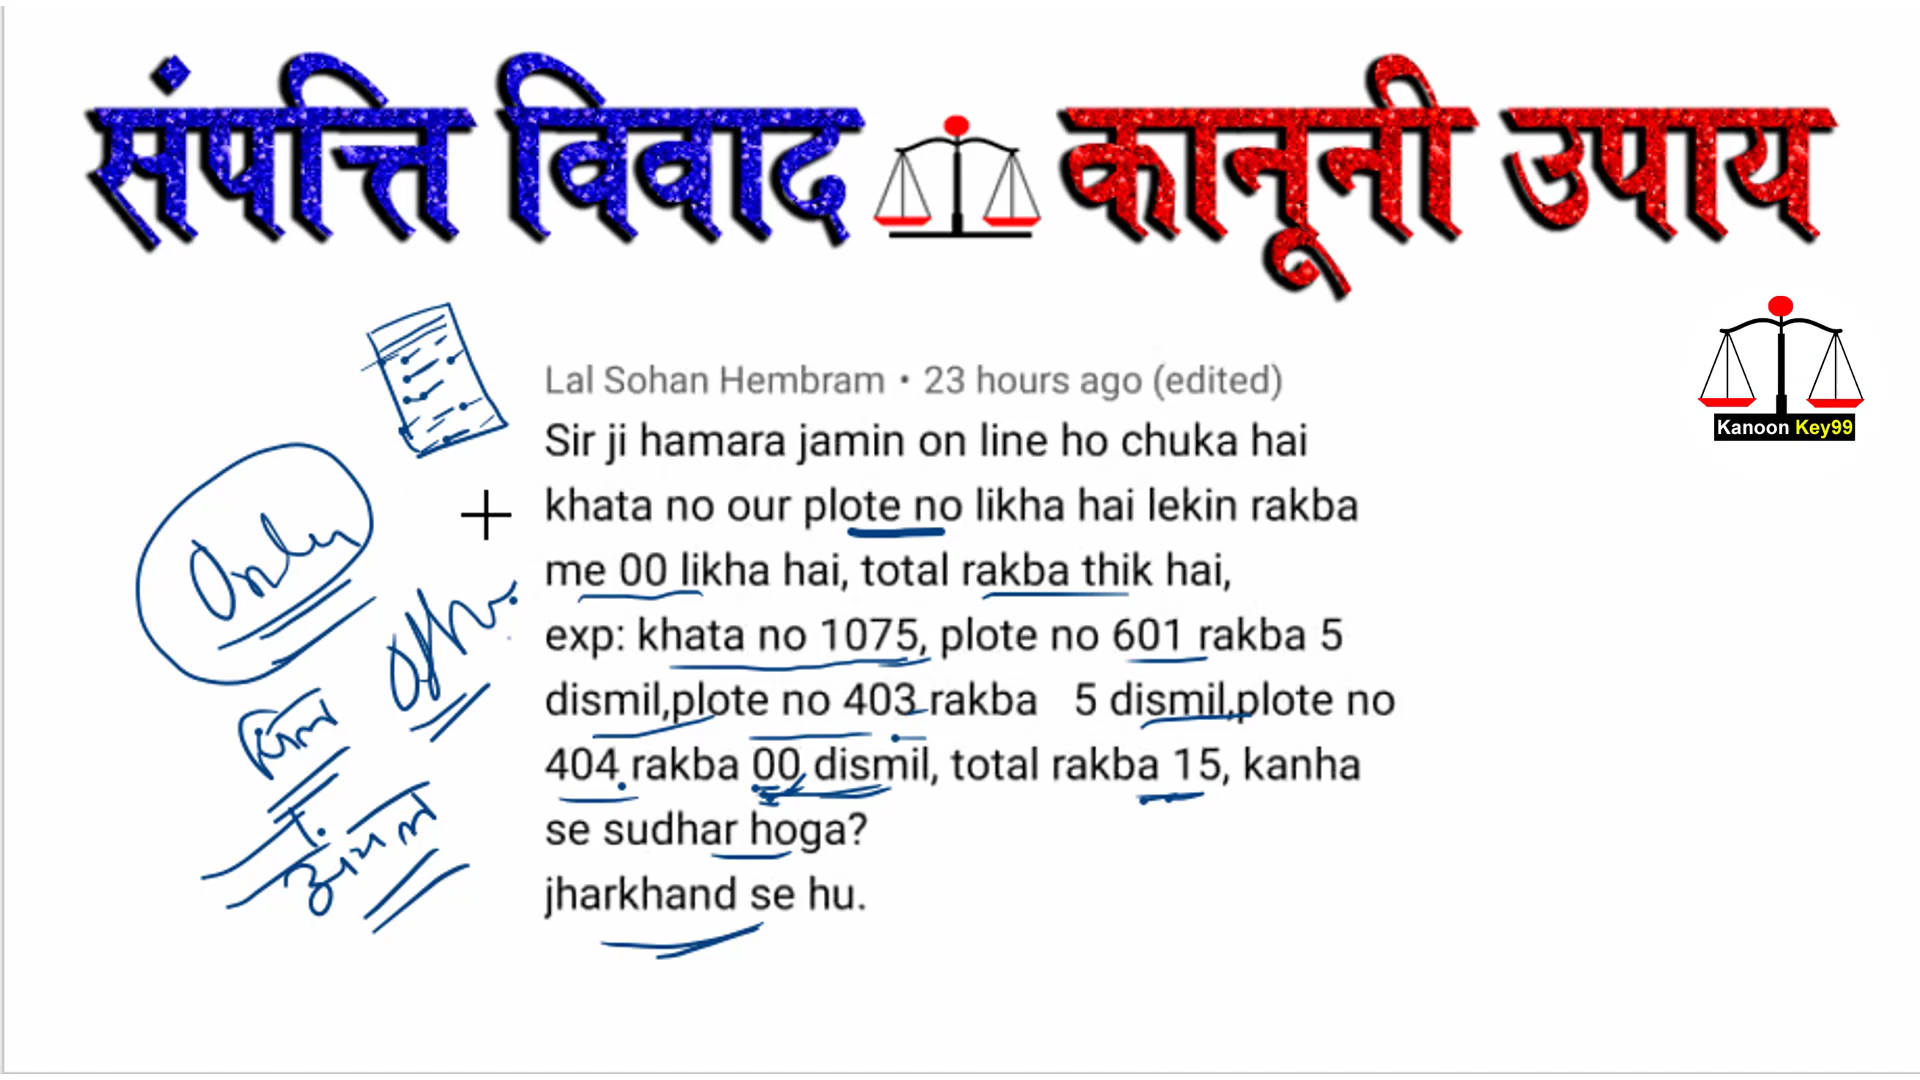 संपत्ति विवाद कानूनी उपाय
Kanoon Key99
Lal Sohan Hembram • 23 hours ago (edited)
Sir ji hamara jamin on line ho chuka hai
khata no our plote no likha hai lekin rakba
me 00 likha hai, total rakba thik hai,
exp: khata no 1075, plote no 601 rakba 5
dismil,plote no 403 rakba 5 dismil,plote no
404 rakba 00 dismil, total rakba 15, kanha
se sudhar hoga?
jharkhand se hu.
Only